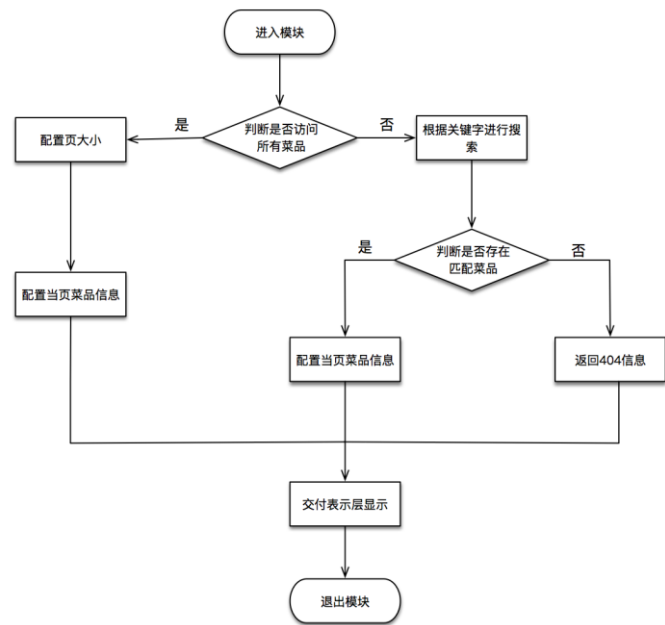 进入模块
判断是否访问
所有菜品
是
否
配置页大小
根据关键字进行搜
索
判断是否存在
匹配菜品
是
否
配置当页菜品信息
配置当页菜品信息
返回404信息
交付表示层显示
退出模块